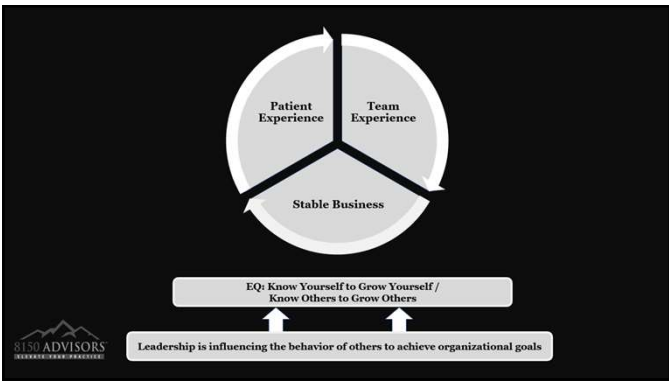 Patient
Experience
Team
Experience
Stable Business
EQ: Know Yourself to Grow Yourself /
Know Others to Grow Others
8150 ADVISORS
ELEVATE YOUR PRACTICE
Leadership is influencing the behavior of others to achieve organizational goals